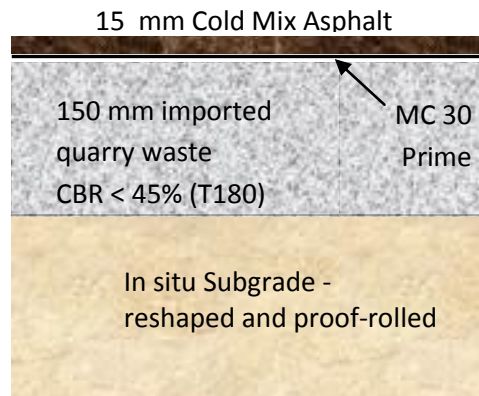 15 mm Cold Mix Asphalt
150 mm imported
quarry waste
CBR < 45% (T180)
MC 30
Prime
In situ Subgrade -
reshaped and proof-rolled